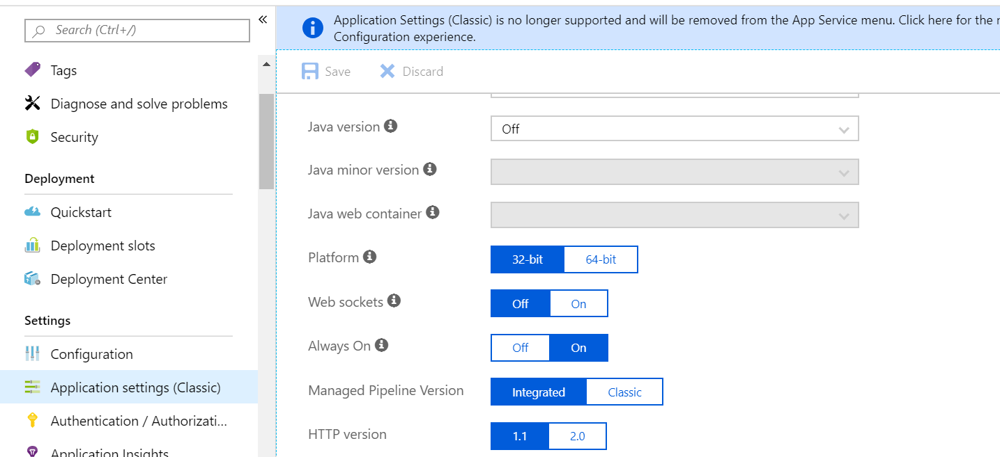 Search (Ctrl+/)
Tags
Diagnose and solve problems
Security
Deployment
Quickstart
Deployment slots
Deployment Center
Settings
Configuration
Application settings (Classic)
Authentication / Authorizati...
Application Insights
Application Settings (Classic) is no longer supported and will be removed from the App Service menu. Click here for the
Configuration experience.
Save Discard
Java version Off
Java minor version
Java web container
Platform 32-bit 64-bit
Web sockets Off On
Always On Off On
Managed Pipeline Version Integrated Classic
HTTP version 1.1 2.0